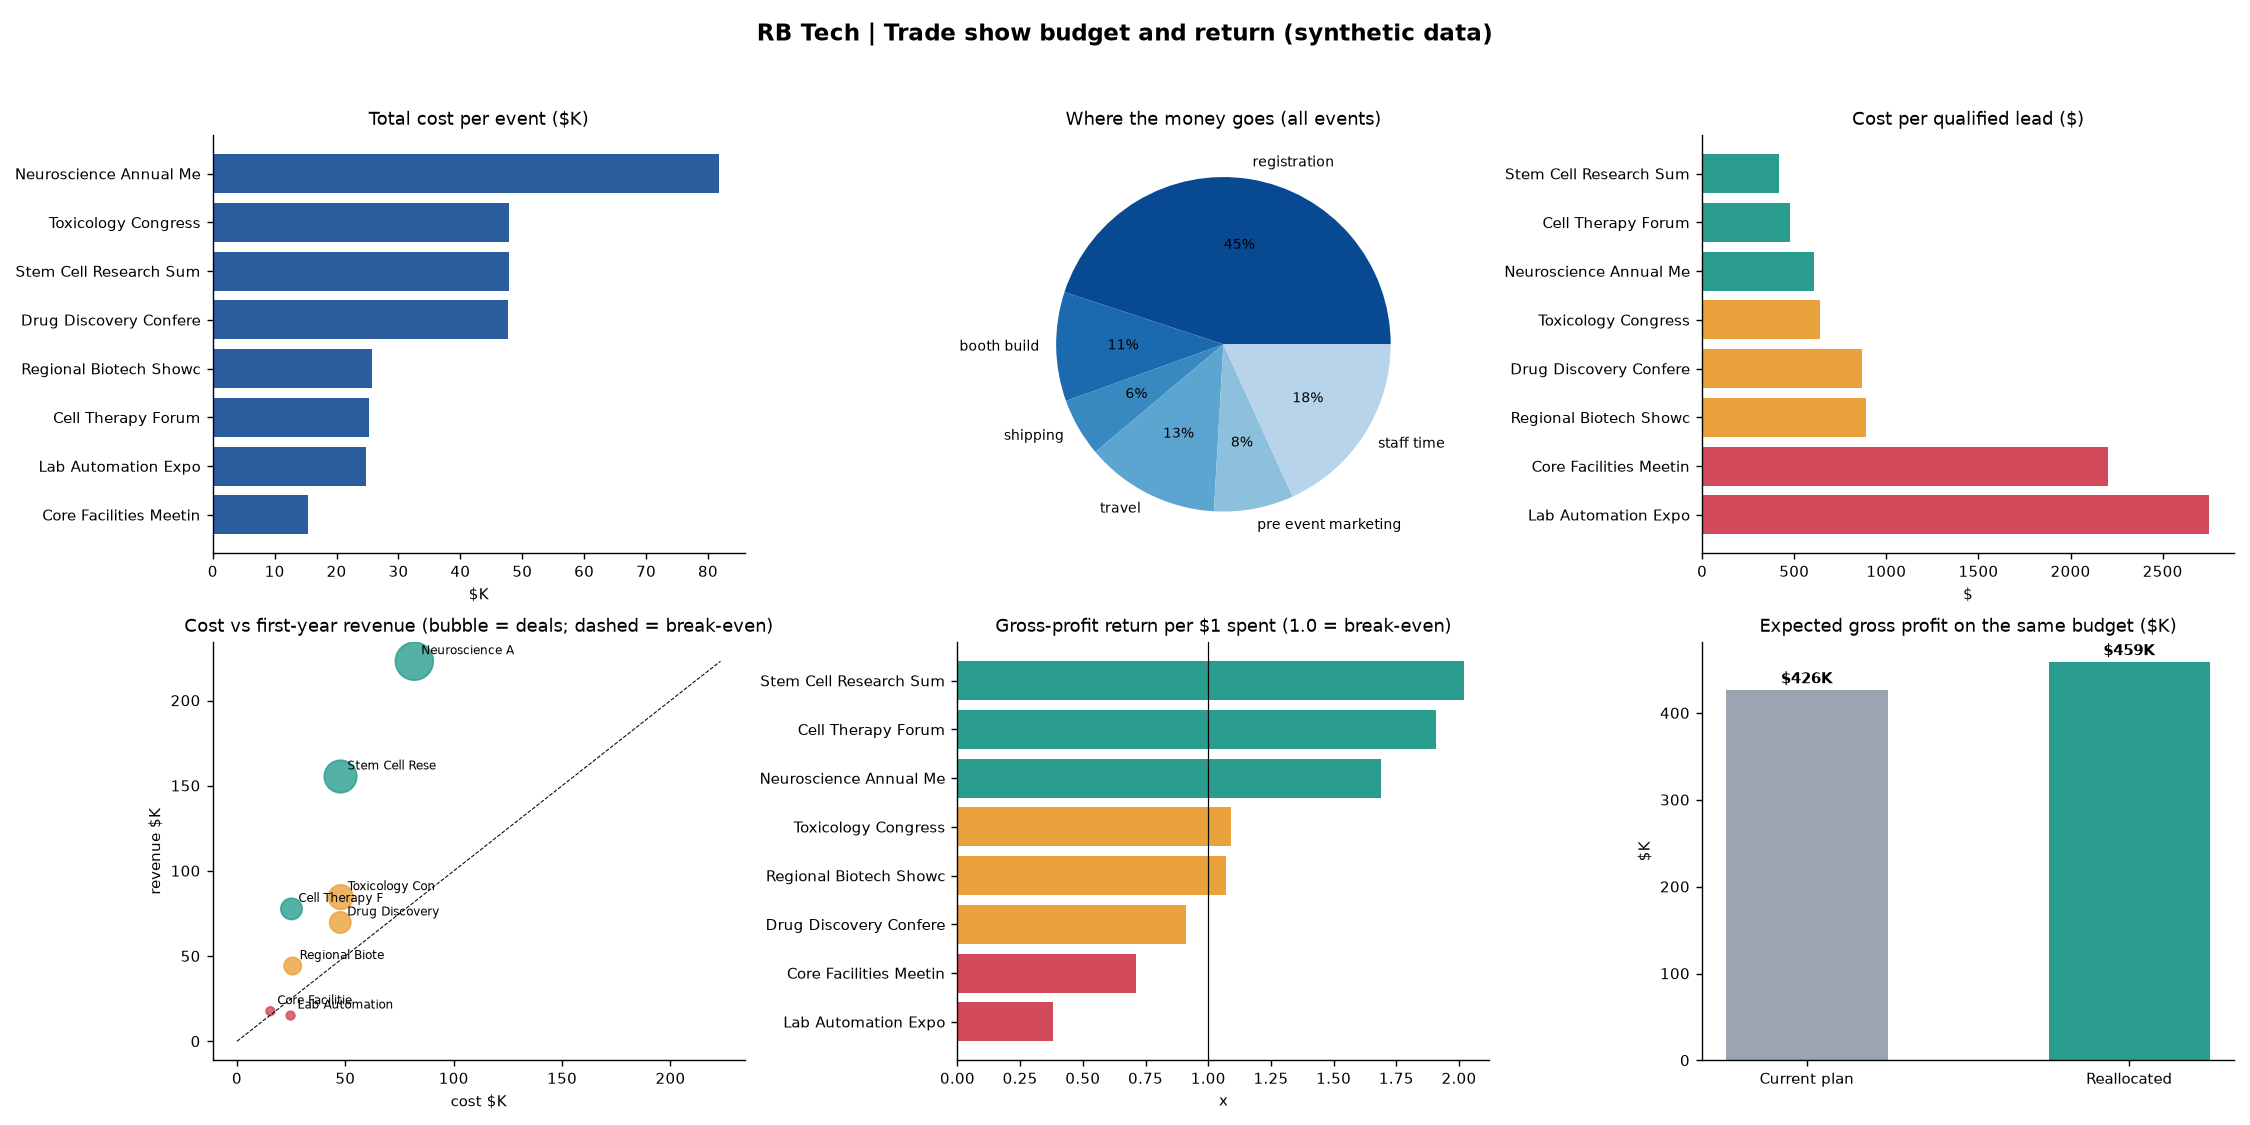 RB Tech | Trade show budget and return (synthetic data)
Total cost per event ($K)
Neuroscience Annual Me
Toxicology Congress
Stem Cell Research Sum
Drug Discovery Confere
Regional Biotech Showc
Cell Therapy Forum
Lab Automation Expo
Core Facilities Meetin
0 10 20 30 40 50 60 70 80
$K
Where the money goes (all events)
registration
45%
booth build
11%
shipping
6%
travel
13%
pre event marketing
8%
staff time
18%
Cost per qualified lead ($)
Stem Cell Research Sum
Cell Therapy Forum
Neuroscience Annual Me
Toxicology Congress
Drug Discovery Confere
Regional Biotech Showc
Core Facilities Meetin
Lab Automation Expo
0 500 1000 1500 2000 2500
$
Cost vs first-year revenue (bubble = deals; dashed = break-even)
revenue $K
200
150
100
50
0
Neuroscience A
Stem Cell Rese
Toxicology Con
Cell Therapy F
Drug Discovery
Regional Biote
Core Facilitie
Lab Automation
0 50 100 150 200
cost $K
Gross-profit return per $1 spent (1.0 = break-even)
Stem Cell Research Sum
Cell Therapy Forum
Neuroscience Annual Me
Toxicology Congress
Regional Biotech Showc
Drug Discovery Confere
Core Facilities Meetin
Lab Automation Expo
0.00 0.25 0.50 0.75 1.00 1.25 1.50 1.75 2.00
x
Expected gross profit on the same budget ($K)
$K
400
300
200
100
0
$426K
$459K
Current plan
Reallocated